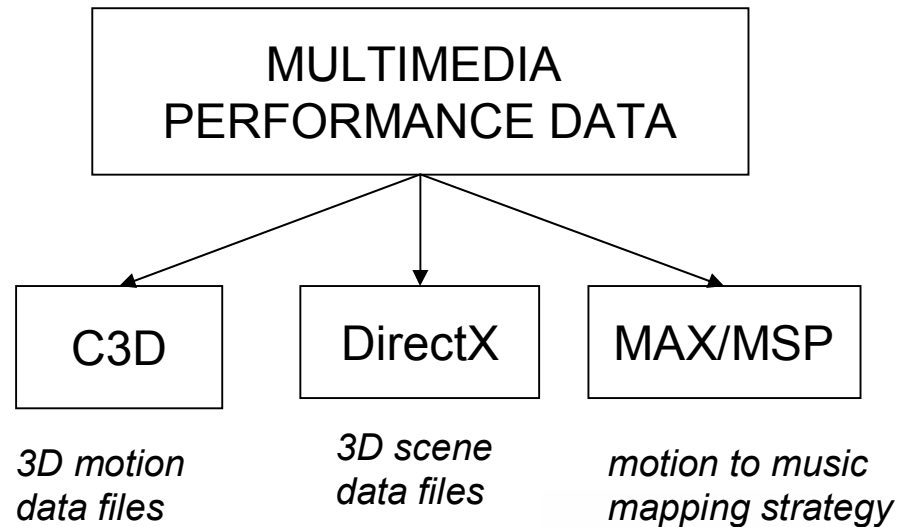 MULTIMEDIA
PERFORMANCE DATA
C3D
DirectX
MAX/MSP
3D motion
data files
3D scene
data files
motion to music
mapping strategy